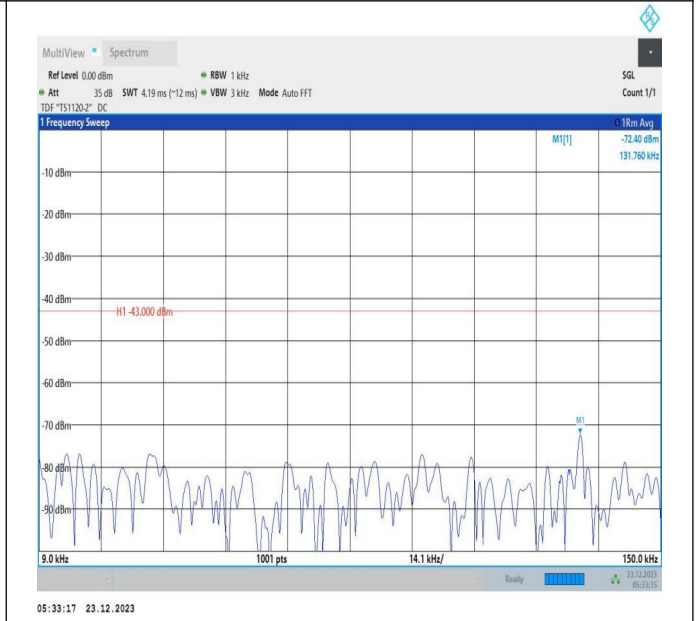 R S
MultiView Spectrum
Ref Level 0.00 dBm RBW 1 kHz SGL
Att 35 dB SWT 4.19 ms (~12 ms) VBW 3 kHz Mode Auto FFT Count 1/1
TDF "TS1120-2" DC
1 Frequency Sweep 1Rm Avg
M1[1] -72.40 dBm
131.760 kHz
-10 dBm
-20 dBm
-30 dBm
-40 dBm
H1 -43.000 dBm
-50 dBm
-60 dBm
-70 dBm
M1
-80 dBm
-90 dBm
9.0 kHz 1001 pts 14.1 kHz/ 150.0 kHz
Ready 23.12.2023
05:33:15
05:33:17 23.12.2023